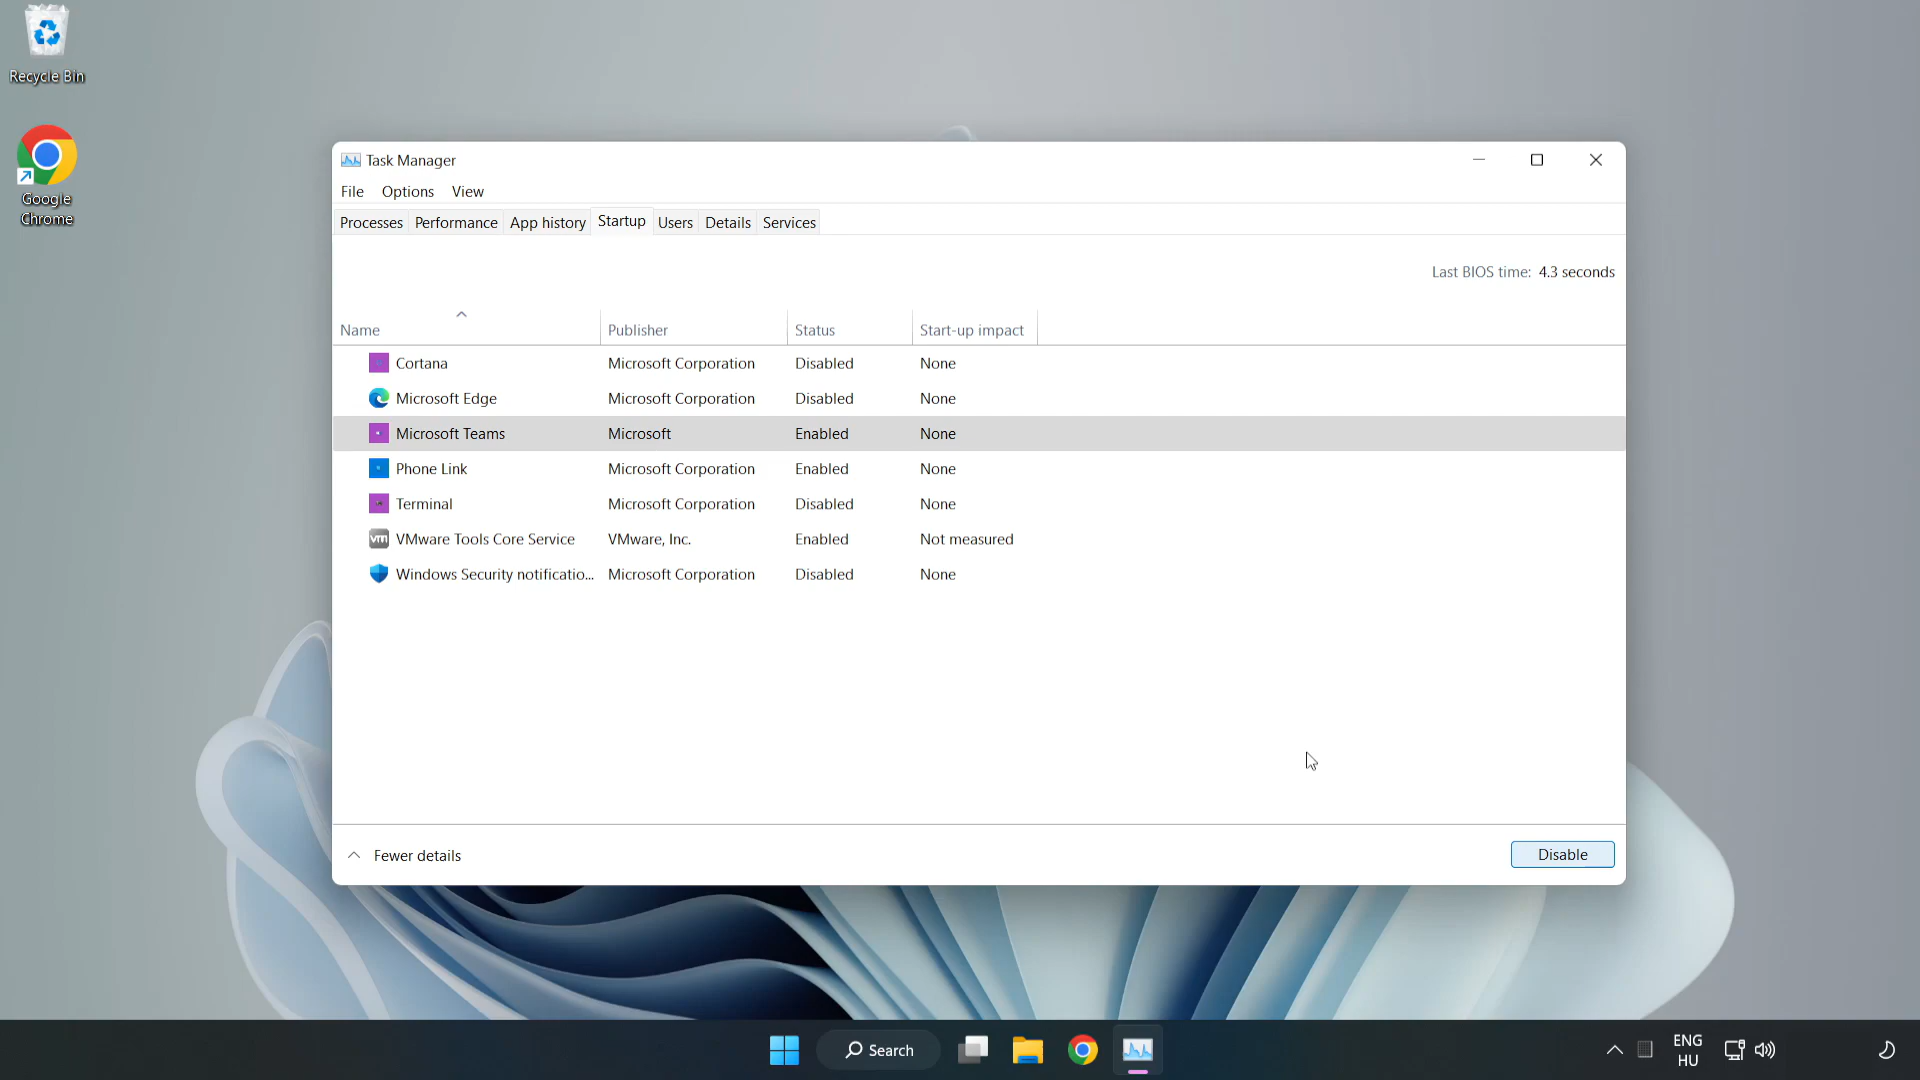 Recycle Bin
Google
Chrome
Task Manager
File Options View
Processes Performance App history Startup Users Details Services
Last BIOS time: 4.3 seconds
Name Publisher Status Start-up impact
Cortana Microsoft Corporation Disabled None
Microsoft Edge Microsoft Corporation Disabled None
Microsoft Teams Microsoft Enabled None
Phone Link Microsoft Corporation Enabled None
Terminal Microsoft Corporation Disabled None
vm VMware Tools Core Service VMware, Inc. Enabled Not measured
Windows Security notificatio... Microsoft Corporation Disabled None
Fewer details Disable
Search
ENG
HU